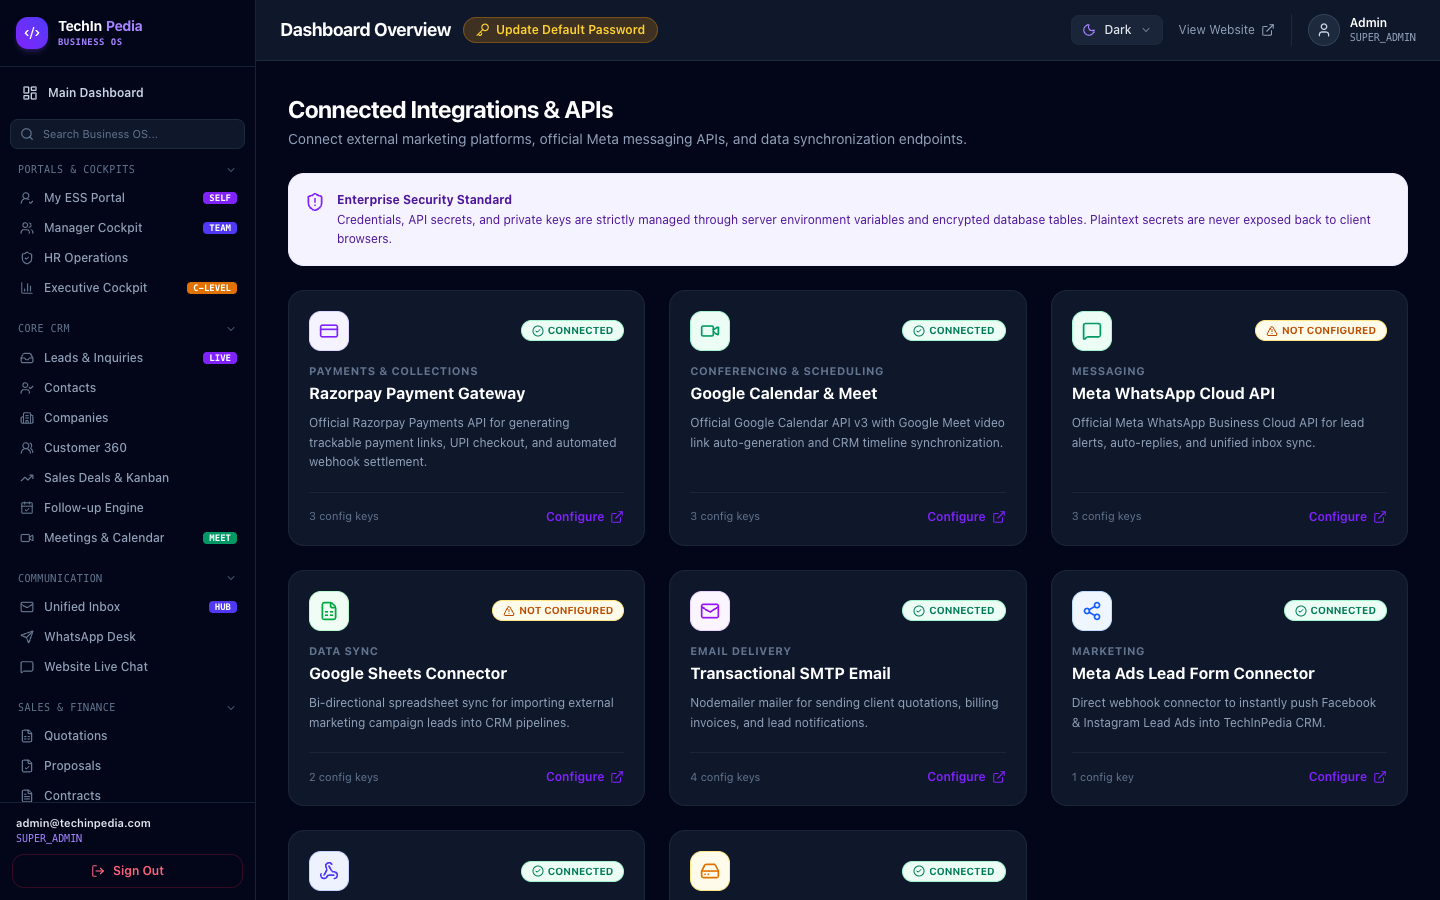 TechIn Pedia
BUSINESS OS
Main Dashboard
Search Business OS...
PORTALS & COCKPITS
My ESS Portal SELF
Manager Cockpit TEAM
HR Operations
Executive Cockpit C-LEVEL
CORE CRM
Leads & Inquiries LIVE
Contacts
Companies
Customer 360
Sales Deals & Kanban
Follow-up Engine
Meetings & Calendar MEET
COMMUNICATION
Unified Inbox HUB
WhatsApp Desk
Website Live Chat
SALES & FINANCE
Quotations
Proposals
Contracts
admin@techinpedia.com
SUPER_ADMIN
Sign Out
Dashboard Overview
Update Default Password
Dark
View Website
Admin
SUPER_ADMIN
Connected Integrations & APIs
Connect external marketing platforms, official Meta messaging APIs, and data synchronization endpoints.
Enterprise Security Standard
Credentials, API secrets, and private keys are strictly managed through server environment variables and encrypted database tables. Plaintext secrets are never exposed back to client
browsers.
CONNECTED
PAYMENTS & COLLECTIONS
Razorpay Payment Gateway
Official Razorpay Payments API for generating
trackable payment links, UPI checkout, and automated
webhook settlement.
3 config keys
Configure
CONNECTED
CONFERENCING & SCHEDULING
Google Calendar & Meet
Official Google Calendar API v3 with Google Meet video
link auto-generation and CRM timeline synchronization.
3 config keys
Configure
NOT CONFIGURED
MESSAGING
Meta WhatsApp Cloud API
Official Meta WhatsApp Business Cloud API for lead
alerts, auto-replies, and unified inbox sync.
3 config keys
Configure
NOT CONFIGURED
DATA SYNC
Google Sheets Connector
Bi-directional spreadsheet sync for importing external
marketing campaign leads into CRM pipelines.
2 config keys
Configure
CONNECTED
EMAIL DELIVERY
Transactional SMTP Email
Nodemailer mailer for sending client quotations, billing
invoices, and lead notifications.
4 config keys
Configure
CONNECTED
MARKETING
Meta Ads Lead Form Connector
Direct webhook connector to instantly push Facebook
& Instagram Lead Ads into TechInPedia CRM.
1 config key
Configure
CONNECTED
CONNECTED